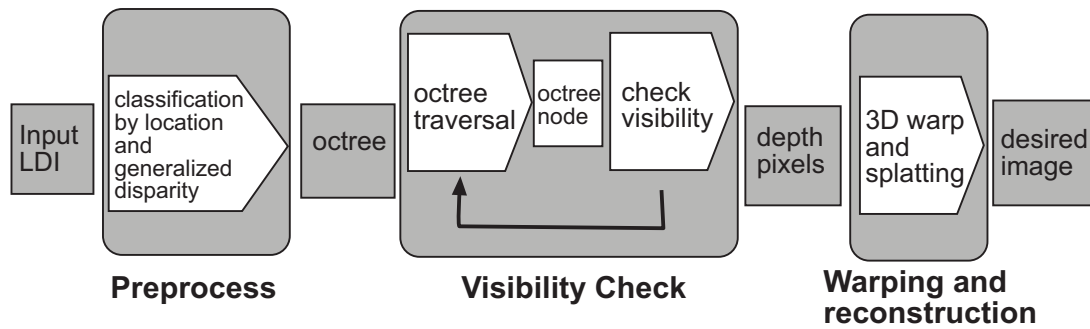 Input
LDI
classification
by location
and
generalized
disparity
octree
octree
traversal
octree
node
check
visibility
depth
pixels
3D warp
and
splatting
desired
image
Preprocess
Visibility Check
Warping and
reconstruction